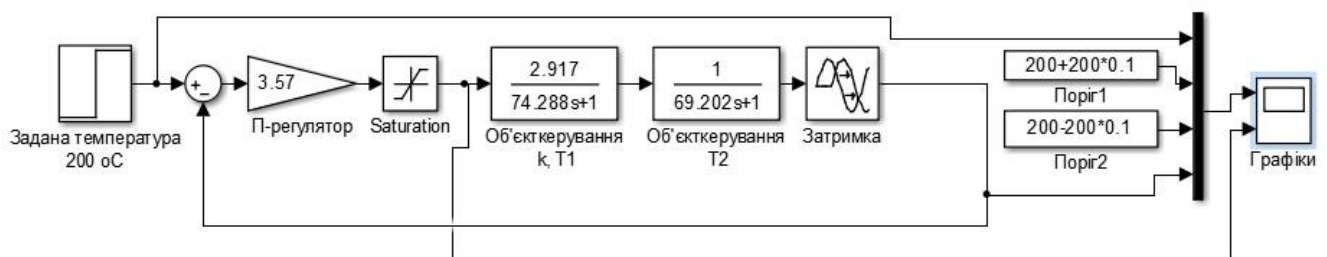 Задана температура
200 оС
+
−
3.57
П-регулятор
Saturation
2.917
74.288s+1
Об'єкткерування
k, T1
1
69.202s+1
Об'єкткерування
T2
Затримка
200+200*0.1
Поріг1
200-200*0.1
Поріг2
Графіки